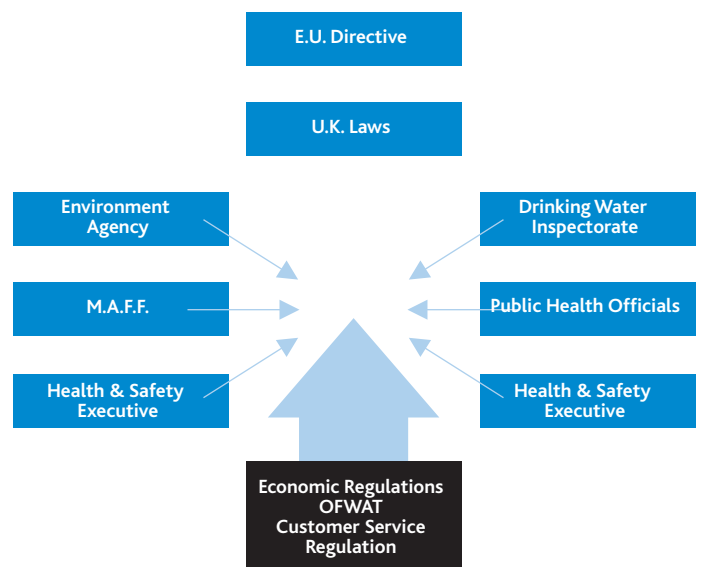 E.U. Directive
U.K. Laws
Environment
Agency
Drinking Water
Inspectorate
M.A.F.F.
Public Health Officials
Health & Safety
Executive
Health & Safety
Executive
Economic Regulations
OFWAT
Customer Service
Regulation